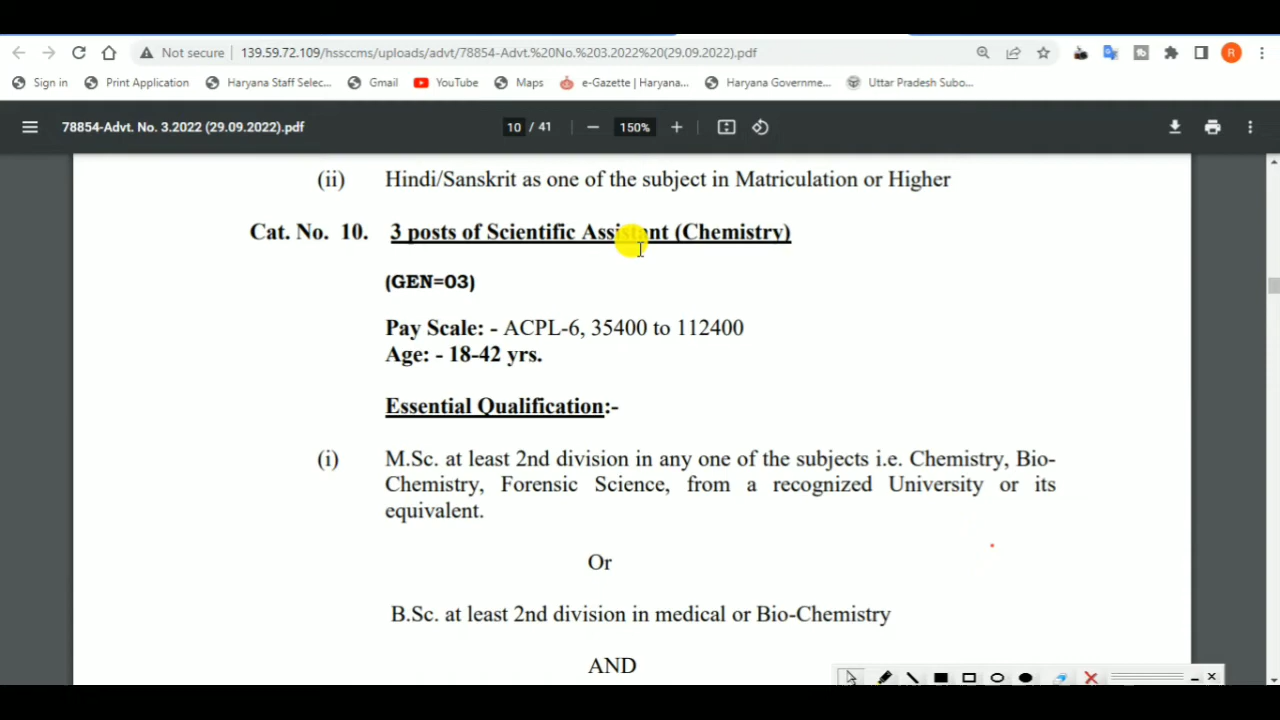 Not secure 139.59.72.109/hssccms/uploads/advt/78854-Advt.%20No.%203.2022%20(29.09.2022).pdf R
Sign in Print Application Haryana Staff Selec... Gmail YouTube Maps e-Gazette | Haryana... Haryana Governme... Uttar Pradesh Subo...
78854-Advt. No. 3.2022 (29.09.2022).pdf 10 / 41 150%
(ii) Hindi/Sanskrit as one of the subject in Matriculation or Higher
Cat. No. 10. 3 posts of Scientific Assistant (Chemistry)
(GEN=03)
Pay Scale: - ACPL-6, 35400 to 112400
Age: - 18-42 yrs.
Essential Qualification:-
(i) M.Sc. at least 2nd division in any one of the subjects i.e. Chemistry, Bio-
Chemistry, Forensic Science, from a recognized University or its
equivalent.
Or
B.Sc. at least 2nd division in medical or Bio-Chemistry
AND